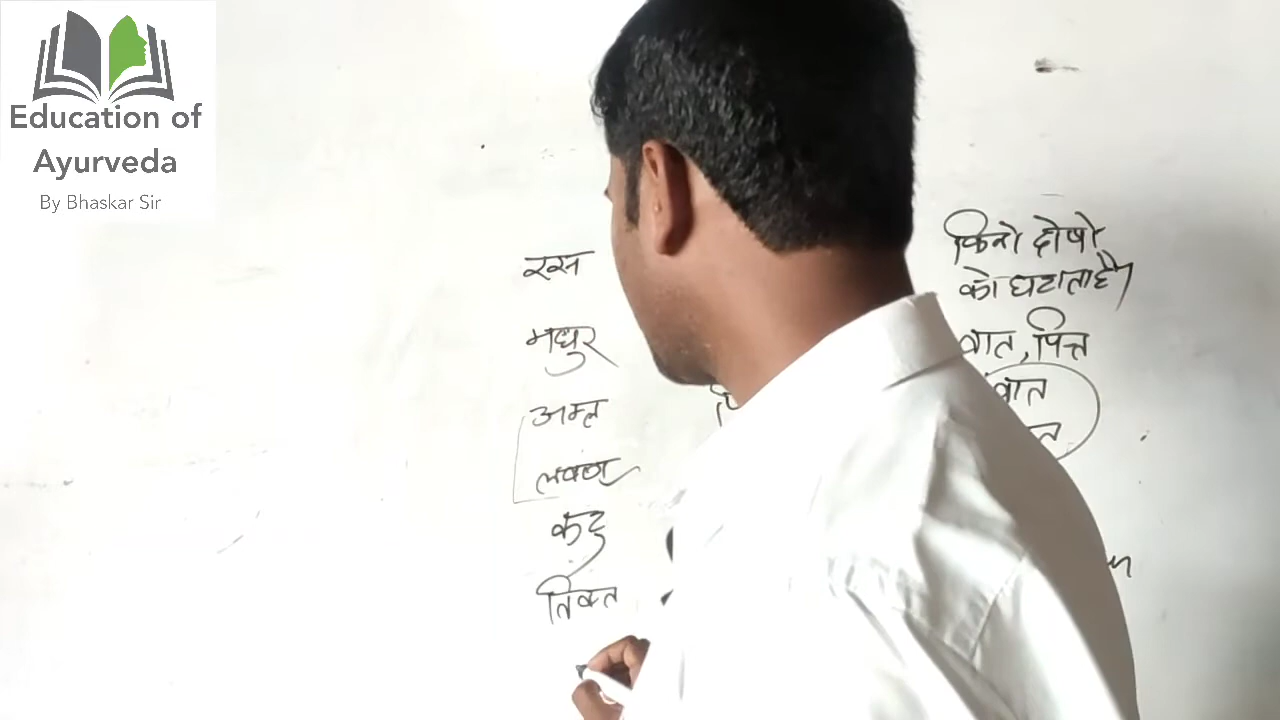 Education of
Ayurveda
By Bhaskar Sir
रस
मधुर
अम्ल
लवण
कटु
तिक्त
किनो दोषो
को घटाता है।
वात, पित्त
वात